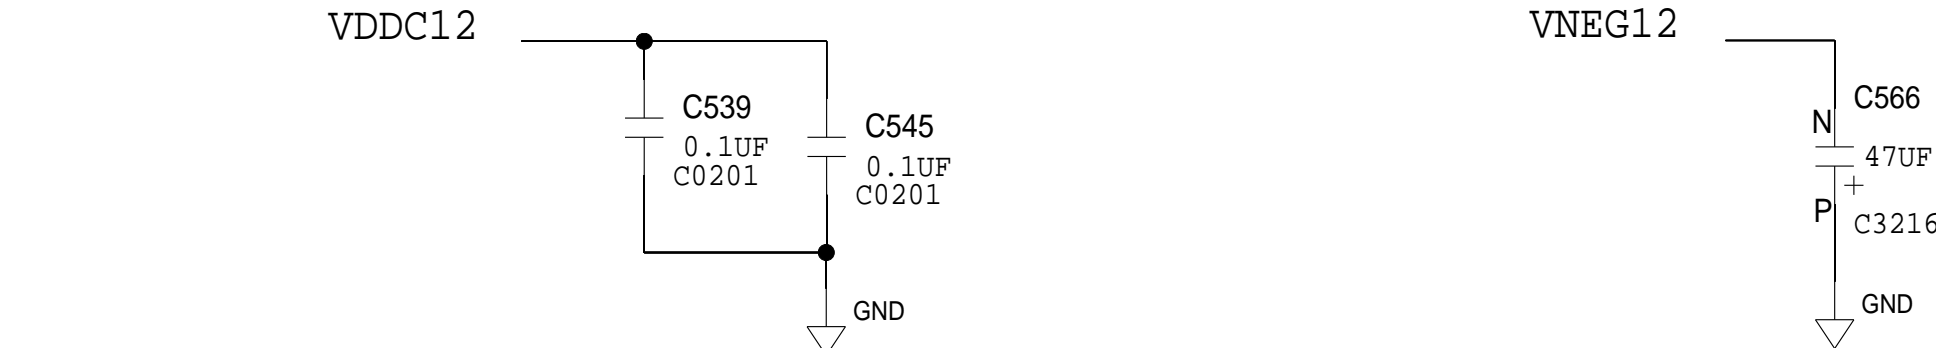 VDDC12
C539
0.1UF
C0201
C545
0.1UF
C0201
GND
VNEG12
C566
N
47UF
+
P
C3216
GND